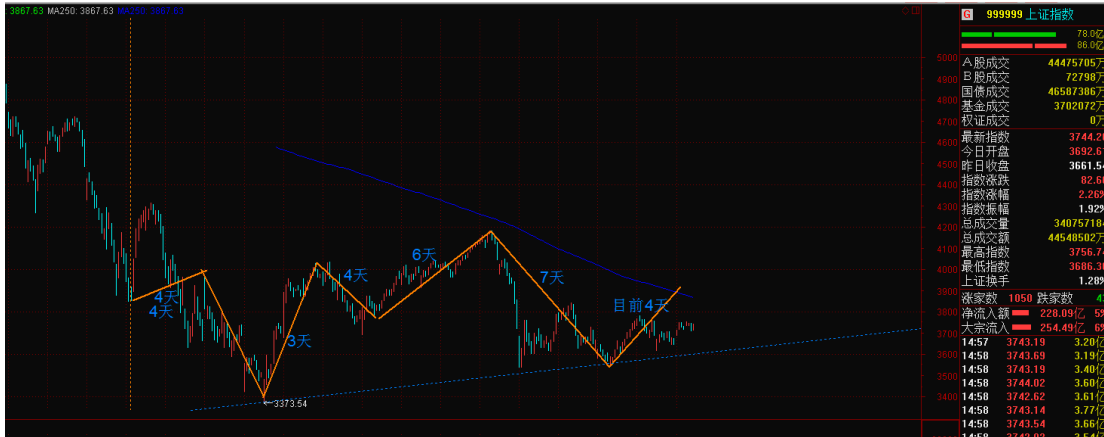 3867.63 MA250: 3867.63
G 999999 上证指数
78.0亿
86.0亿
A股成交 44475705万
B股成交 72798万
国债成交 46587386万
基金成交 3702072万
权证成交 0万
最新指数 3744.20
今日开盘 3692.67
昨日收盘 3661.54
指数涨跌 82.6
指数涨幅 2.26%
指数振幅 1.92%
总成交量 34075718
总成交额 44548502万
最高指数 3756.7
最低指数 3686.3
上证换手 1.28%
涨家数 1050 跌家数 4
净流入额 228.09亿 5%
大宗流入 254.49亿 6%
14:57 3743.19 3.20亿
14:58 3743.69 3.19亿
14:58 3743.19 3.40亿
14:58 3744.02 3.60亿
14:58 3742.62 3.61亿
14:58 3743.14 3.77亿
14:58 3743.54 3.66亿
5000
4900
4800
4700
4600
4500
4400
4300
4200
4100
4000
3900
3800
3700
3600
3500
3400
4天
4天
3天
4天
6天
7天
目前4天
3373.54